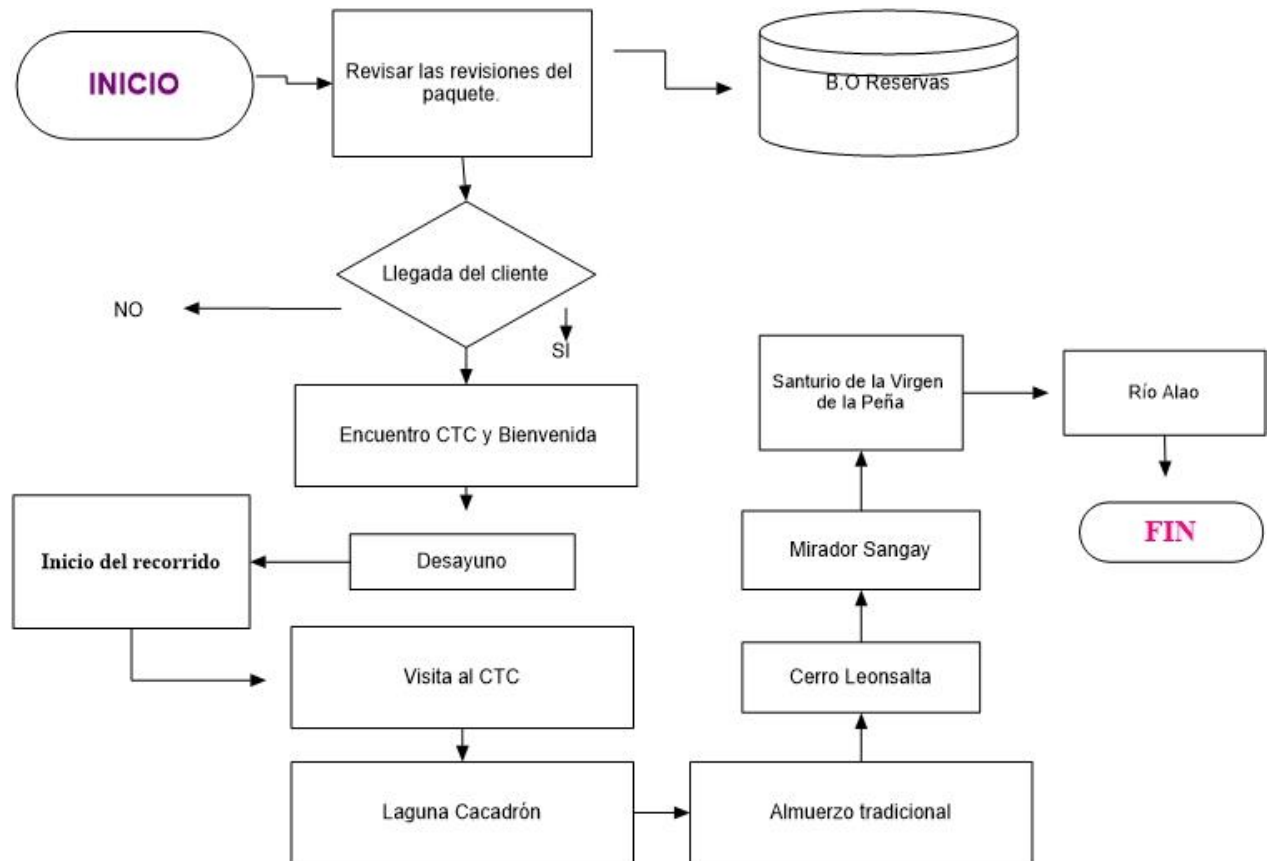 INICIO
Revisar las revisiones del
paquete.
B.O Reservas
Llegada del cliente
NO
SI
Encuentro CTC y Bienvenida
Desayuno
Inicio del recorrido
Visita al CTC
Laguna Cacadrón
Almuerzo tradicional
Cerro Leonsalta
Mirador Sangay
Santurio de la Virgen
de la Peña
Río Alao
FIN